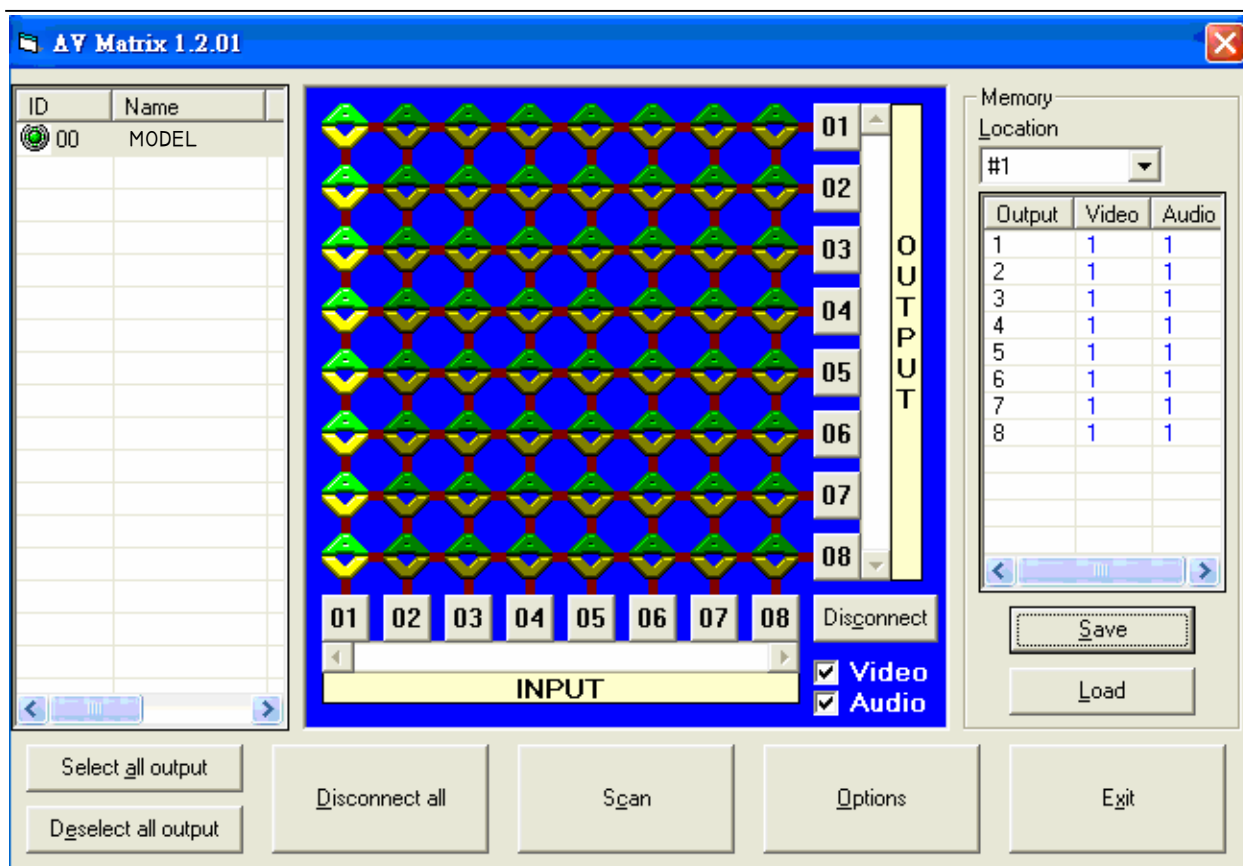 AV Matrix 1.2.01
ID Name
00 MODEL
01
02
03
04
05
06
07
08
OUTPUT
01 02 03 04 05 06 07 08
INPUT
Disconnect
Video
Audio
Memory
Location
#1
Output Video Audio
1 1 1
2 1 1
3 1 1
4 1 1
5 1 1
6 1 1
7 1 1
8 1 1
Save
Load
Select all output
Deselect all output
Disconnect all
Scan
Options
Exit